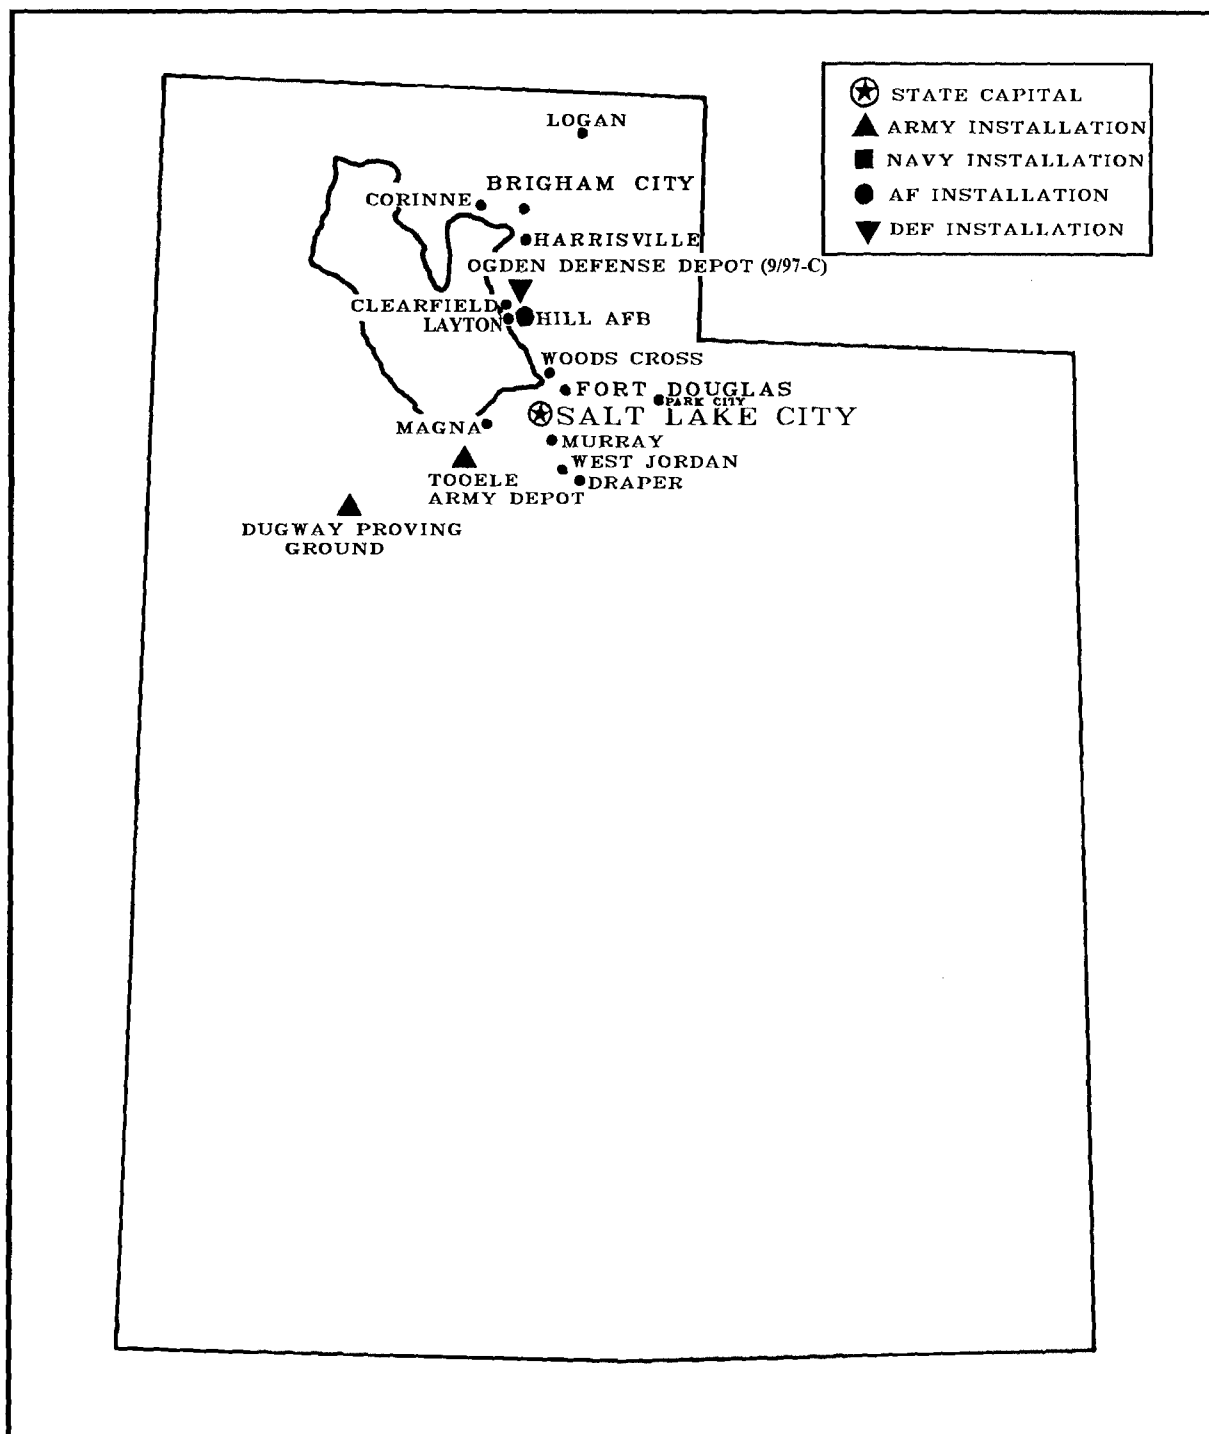 STATE CAPITAL
ARMY INSTALLATION
NAVY INSTALLATION
AF INSTALLATION
DEF INSTALLATION
LOGAN
BRIGHAM CITY
CORINNE
HARRISVILLE
OGDEN DEFENSE DEPOT (9/97-C)
CLEARFIELD
LAYTON
HILL AFB
WOODS CROSS
FORT DOUGLAS
PARK CITY
SALT LAKE CITY
MAGNA
MURRAY
WEST JORDAN
TOOELE
ARMY DEPOT
DRAPER
DUGWAY PROVING
GROUND